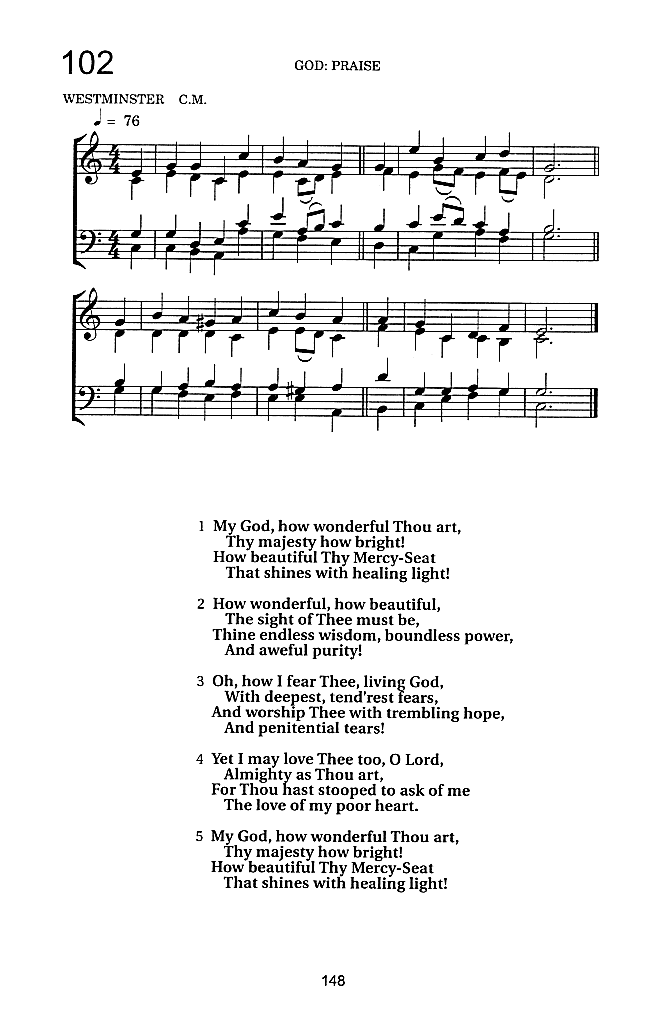 102
GOD: PRAISE
WESTMINSTER C.M.
♩ = 76
1 My God, how wonderful Thou art,
Thy majesty how bright!
How beautiful Thy Mercy-Seat
That shines with healing light!
2 How wonderful, how beautiful,
The sight of Thee must be,
Thine endless wisdom, boundless power,
And aweful purity!
3 Oh, how I fear Thee, living God,
With deepest, tend'rest fears,
And worship Thee with trembling hope,
And penitential tears!
4 Yet I may love Thee too, O Lord,
Almighty as Thou art,
For Thou hast stooped to ask of me
The love of my poor heart.
5 My God, how wonderful Thou art,
Thy majesty how bright!
How beautiful Thy Mercy-Seat
That shines with healing light!
148